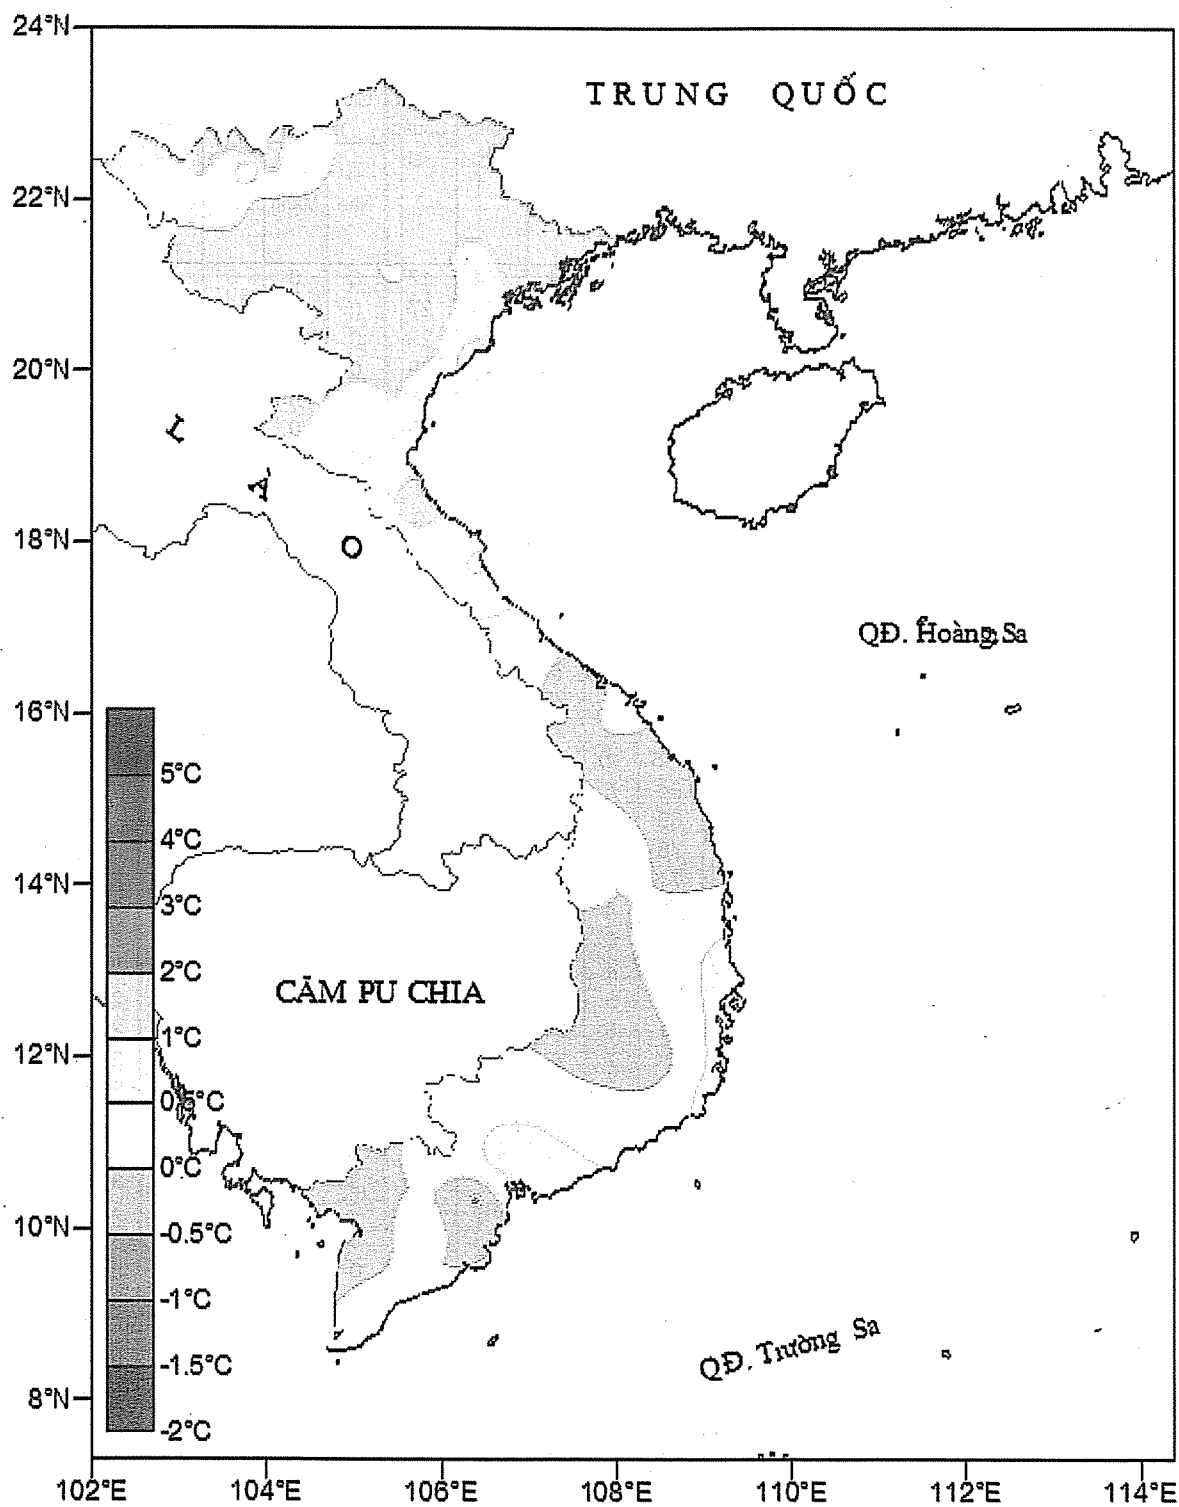 24°N
TRUNG QUỐC
22°N
20°N
L
A
18°N
O
QĐ. Hoàng Sa
16°N
5°C
4°C
14°N
3°C
2°C
CĂM PU CHIA
1°C
12°N
0.5°C
0°C
10°N
-0.5°C
-1°C
QĐ. Trường Sa
-1.5°C
8°N
-2°C
102°E 104°E 106°E 108°E 110°E 112°E 114°E